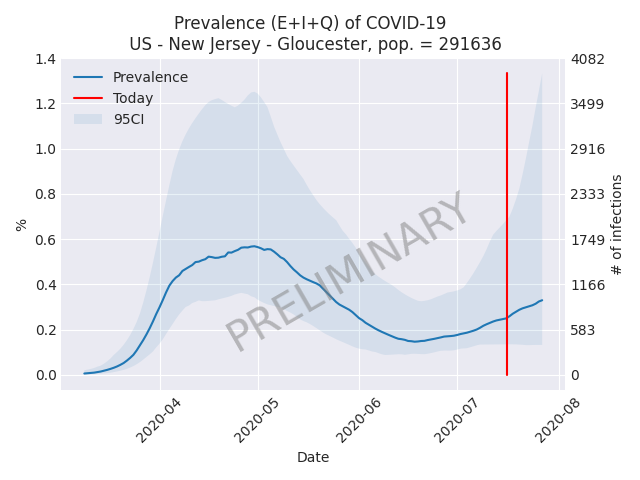 Prevalence (E+I+Q) of COVID-19
US - New Jersey - Gloucester, pop. = 291636
Prevalence
Today
95CI
PRELIMINARY
%
1.4
1.2
1.0
0.8
0.6
0.4
0.2
0.0
4082
3499
2916
2333
1749
1166
583
0
# of infections
2020-04
2020-05
2020-06
2020-07
2020-08
Date